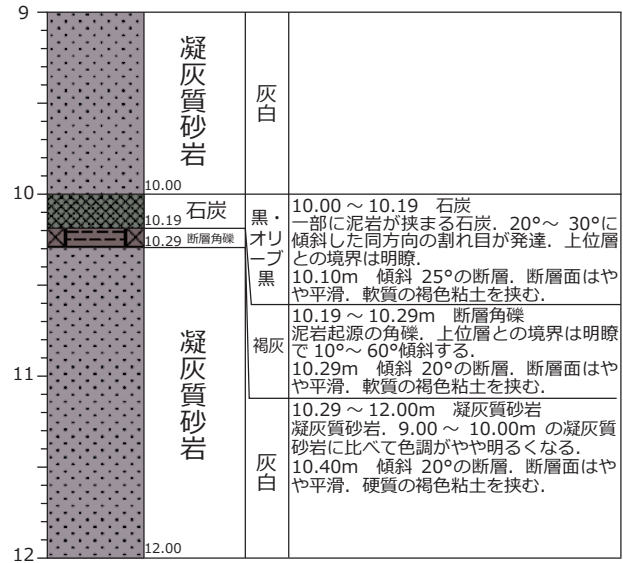 9
凝灰質砂岩
灰白
10.00
10
10.19
石炭
10.29
断層角礫
黒・オリーブ黒
10.00 ～ 10.19　石炭
一部に泥岩が挟まる石炭．20°～ 30°に
傾斜した同方向の割れ目が発達．上位層
との境界は明瞭．
10.10m　傾斜 25°の断層．断層面はや
や平滑．軟質の褐色粘土を挟む．
褐灰
10.19 ～ 10.29m　断層角礫
泥岩起源の角礫．上位層との境界は明瞭
で 10°～ 60°傾斜する．
10.29m　傾斜 20°の断層．断層面はや
や平滑．軟質の褐色粘土を挟む．
11
凝灰質砂岩
灰白
10.29 ～ 12.00m　凝灰質砂岩
凝灰質砂岩．9.00 ～ 10.00m の凝灰質
砂岩に比べて色調がやや明るくなる．
10.40m　傾斜 20°の断層．断層面はや
や平滑．硬質の褐色粘土を挟む．
12.00
12